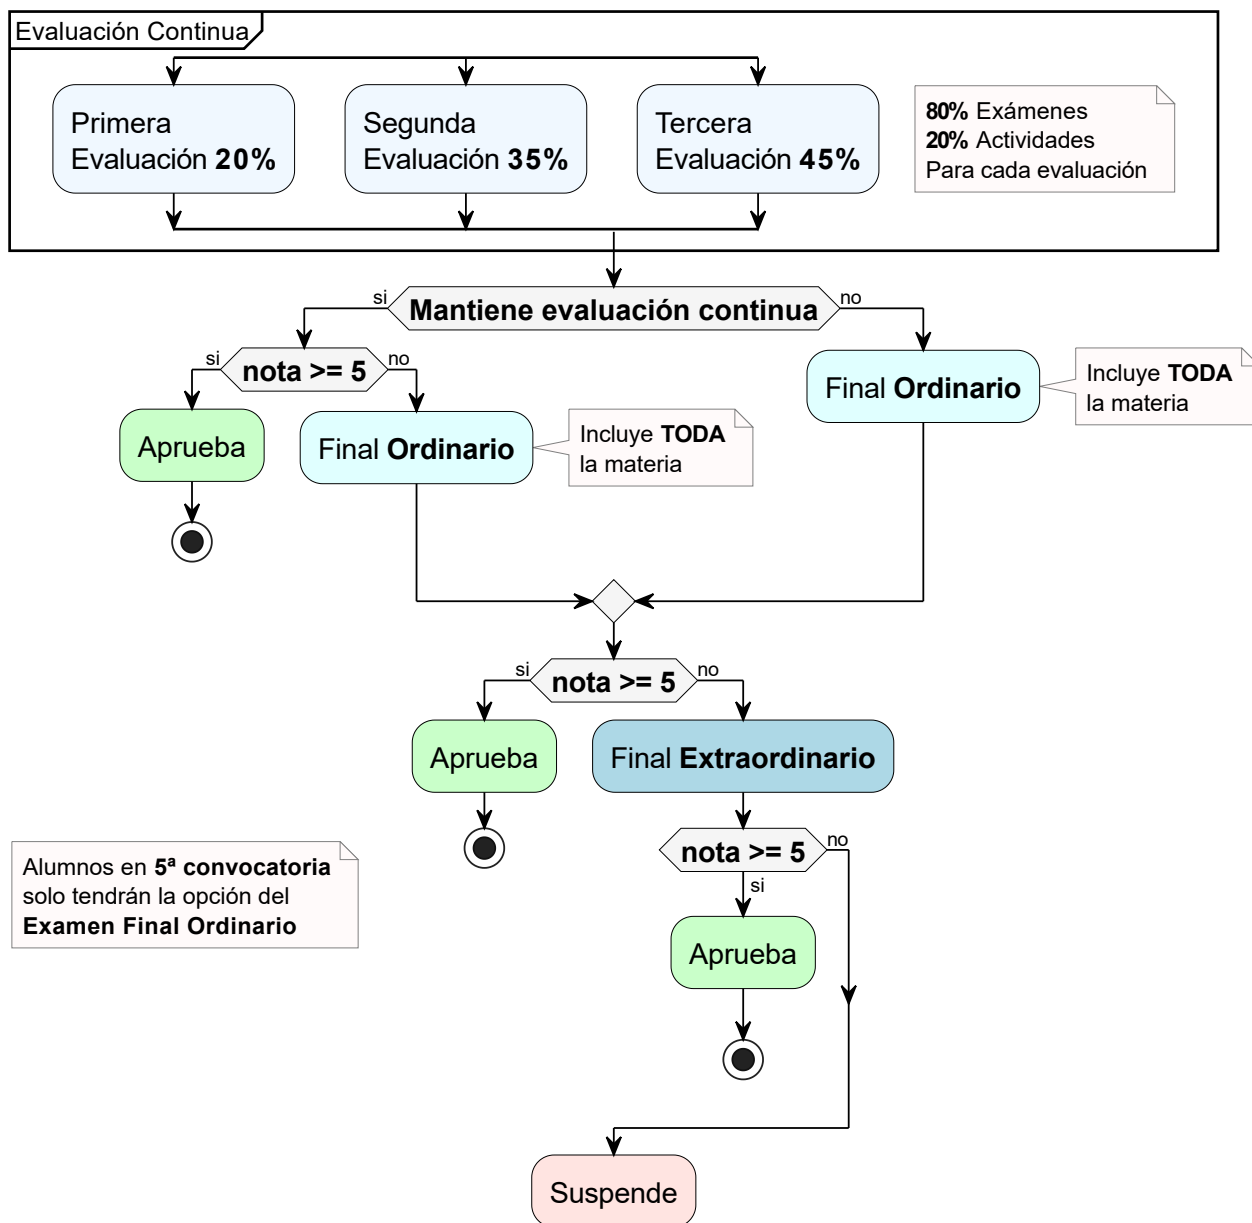 Evaluación Continua
Primera
Evaluación 20%
Segunda
Evaluación 35%
Tercera
Evaluación 45%
80% Exámenes
20% Actividades
Para cada evaluación
si
Mantiene evaluación continua
no
si
nota >= 5
no
Aprueba
Final Ordinario
Incluye TODA
la materia
Final Ordinario
Incluye TODA
la materia
si
nota >= 5
no
Aprueba
Final Extraordinario
nota >= 5
no
si
Aprueba
Alumnos en 5ª convocatoria
solo tendrán la opción del
Examen Final Ordinario
Suspende